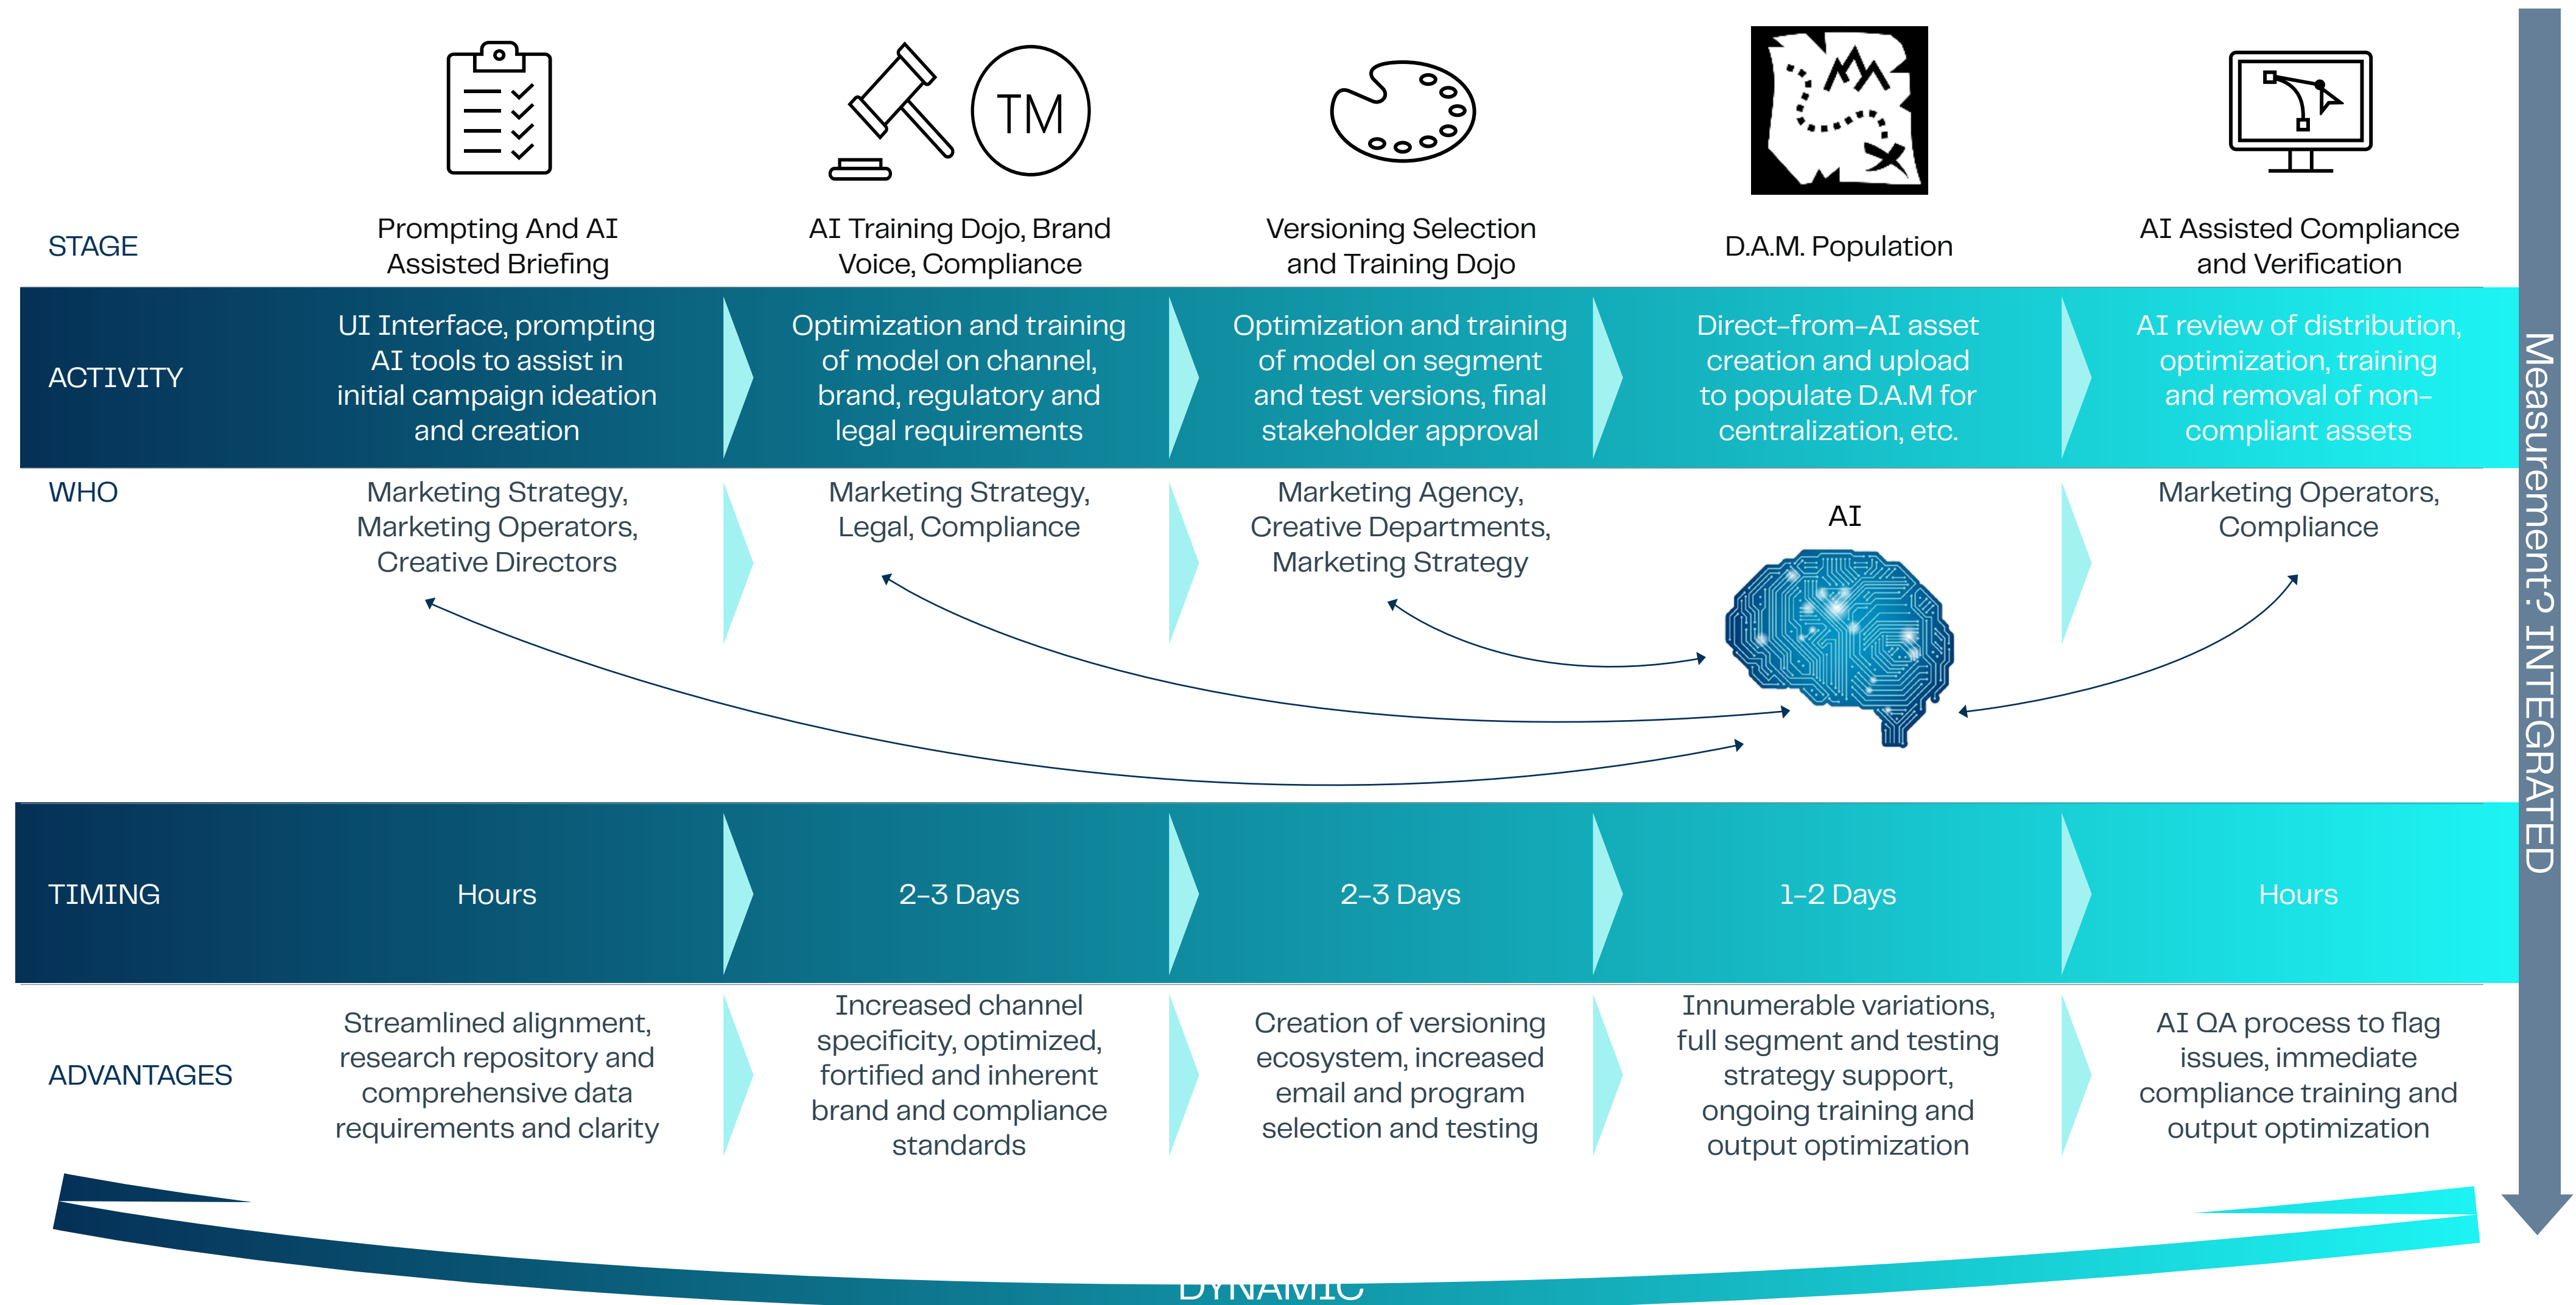 TM
STAGE
Prompting And AI
Assisted Briefing
AI Training Dojo, Brand
Voice, Compliance
Versioning Selection
and Training Dojo
D.A.M. Population
AI Assisted Compliance
and Verification
ACTIVITY
UI Interface, prompting
AI tools to assist in
initial campaign ideation
and creation
Optimization and training
of model on channel,
brand, regulatory and
legal requirements
Optimization and training
of model on segment
and test versions, final
stakeholder approval
Direct-from-AI asset
creation and upload
to populate D.A.M for
centralization, etc.
AI review of distribution,
optimization, training
and removal of non-
compliant assets
WHO
Marketing Strategy,
Marketing Operators,
Creative Directors
Marketing Strategy,
Legal, Compliance
Marketing Agency,
Creative Departments,
Marketing Strategy
AI
Marketing Operators,
Compliance
TIMING
Hours
2-3 Days
2-3 Days
1-2 Days
Hours
ADVANTAGES
Streamlined alignment,
research repository and
comprehensive data
requirements and clarity
Increased channel
specificity, optimized,
fortified and inherent
brand and compliance
standards
Creation of versioning
ecosystem, increased
email and program
selection and testing
Innumerable variations,
full segment and testing
strategy support,
ongoing training and
output optimization
AI QA process to flag
issues, immediate
compliance training and
output optimization
Measurement? INTEGRATED
DYNAMIC